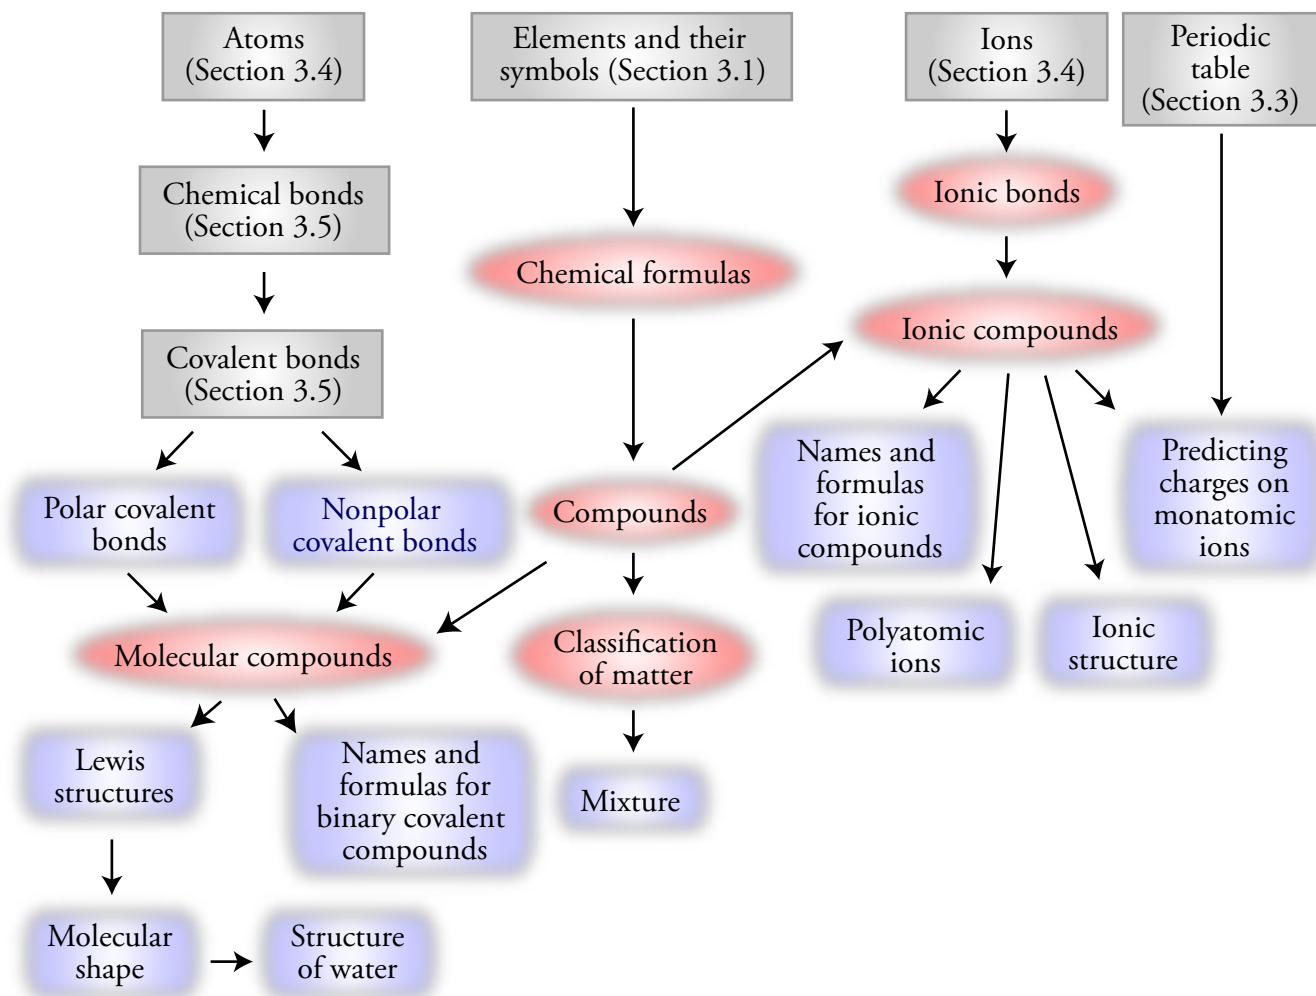 Atoms
(Section 3.4)
Elements and their
symbols (Section 3.1)
Ions
(Section 3.4)
Periodic
table
(Section 3.3)
Chemical bonds
(Section 3.5)
Ionic bonds
Chemical formulas
Ionic compounds
Covalent bonds
(Section 3.5)
Polar covalent
bonds
Nonpolar
covalent bonds
Compounds
Names and
formulas
for ionic
compounds
Predicting
charges on
monatomic
ions
Molecular compounds
Classification
of matter
Polyatomic
ions
Ionic
structure
Lewis
structures
Names and
formulas for
binary covalent
compounds
Mixture
Molecular
shape
Structure
of water